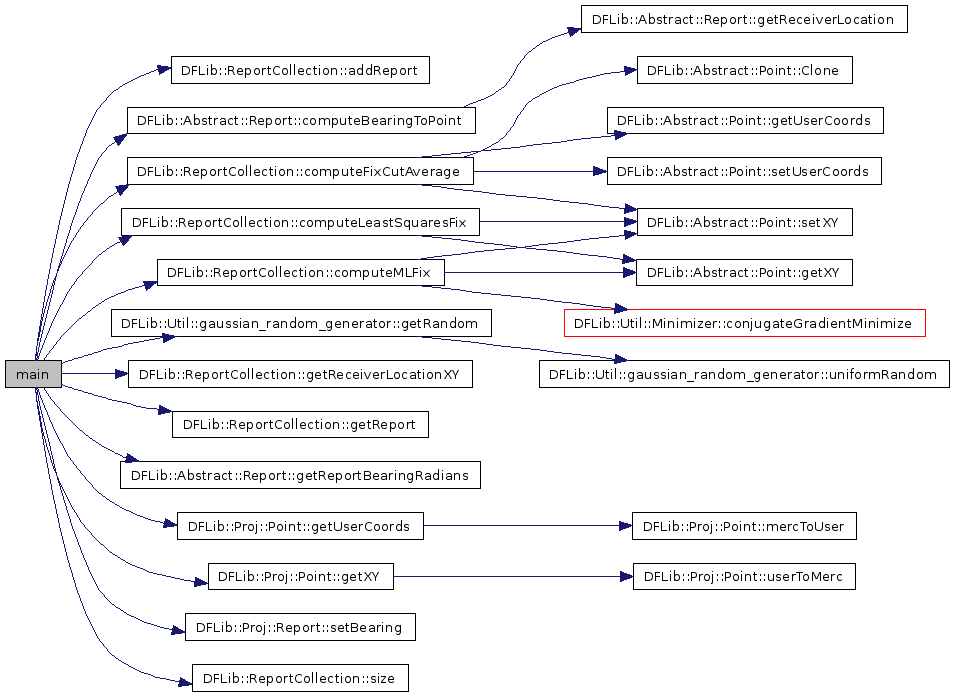 DFLib::Abstract::Report::getReceiverLocation
DFLib::ReportCollection::addReport
DFLib::Abstract::Point::Clone
DFLib::Abstract::Report::computeBearingToPoint
DFLib::Abstract::Point::getUserCoords
DFLib::ReportCollection::computeFixCutAverage
DFLib::Abstract::Point::setUserCoords
DFLib::ReportCollection::computeLeastSquaresFix
DFLib::Abstract::Point::setXY
DFLib::ReportCollection::computeMLFix
DFLib::Abstract::Point::getXY
DFLib::Util::gaussian_random_generator::getRandom
DFLib::Util::Minimizer::conjugateGradientMinimize
main
DFLib::ReportCollection::getReceiverLocationXY
DFLib::Util::gaussian_random_generator::uniformRandom
DFLib::ReportCollection::getReport
DFLib::Abstract::Report::getReportBearingRadians
DFLib::Proj::Point::getUserCoords
DFLib::Proj::Point::mercToUser
DFLib::Proj::Point::getXY
DFLib::Proj::Point::userToMerc
DFLib::Proj::Report::setBearing
DFLib::ReportCollection::size